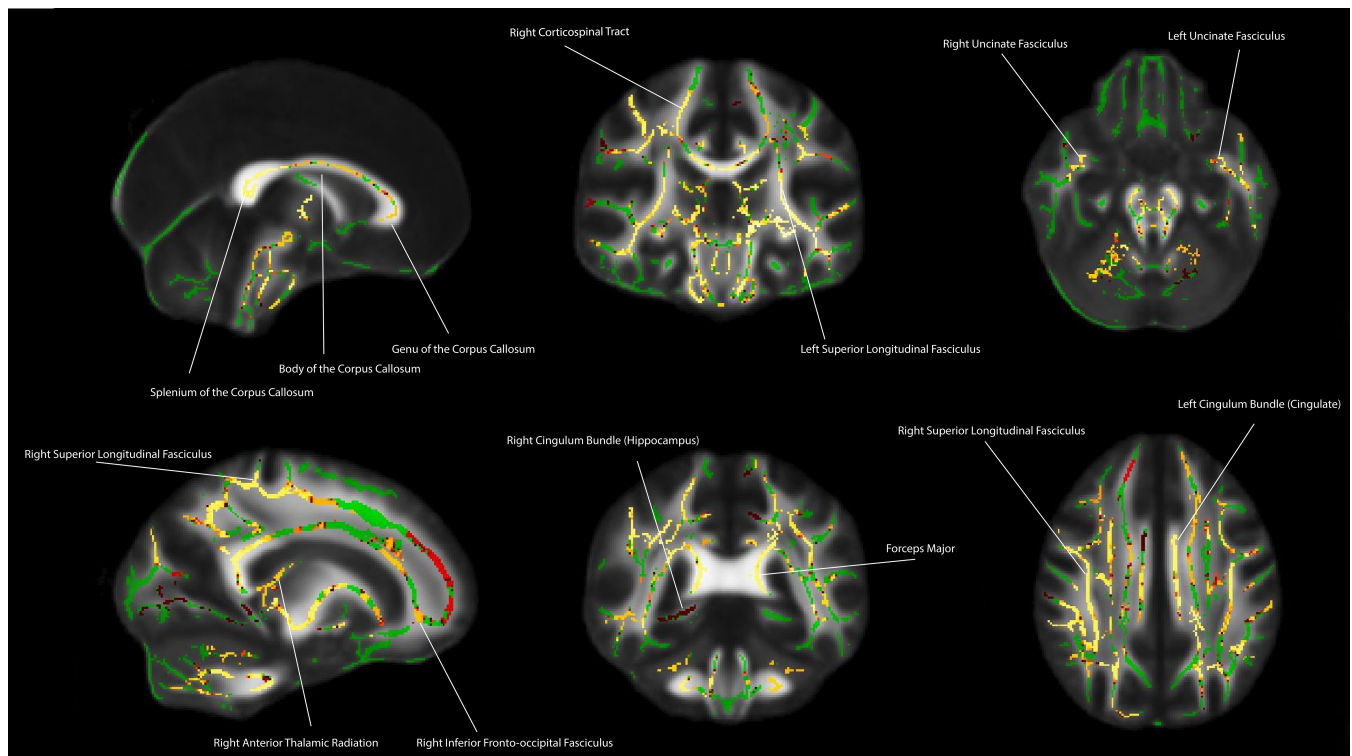 Right Corticospinal Tract
Right Uncinate Fasciculus
Left Uncinate Fasciculus
Genu of the Corpus Callosum
Left Superior Longitudinal Fasciculus
Body of the Corpus Callosum
Splenium of the Corpus Callosum
Left Cingulum Bundle (Cingulate)
Right Superior Longitudinal Fasciculus
Right Cingulum Bundle (Hippocampus)
Right Superior Longitudinal Fasciculus
Forceps Major
Right Anterior Thalamic Radiation
Right Inferior Fronto-occipital Fasciculus